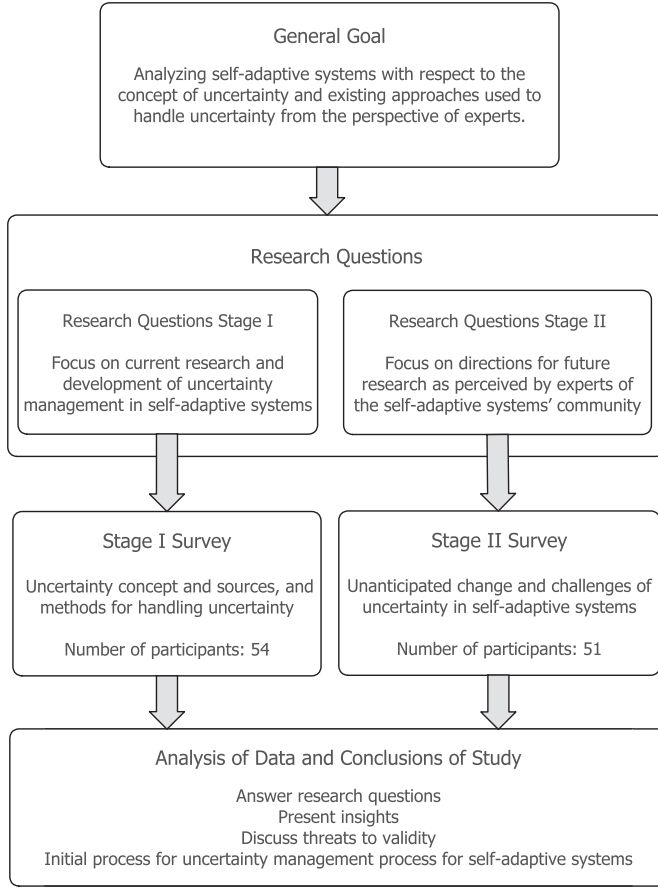 General Goal
Analyzing self-adaptive systems with respect to the
concept of uncertainty and existing approaches used to
handle uncertainty from the perspective of experts.
Research Questions
Research Questions Stage I
Focus on current research and
development of uncertainty
management in self-adaptive systems
Research Questions Stage II
Focus on directions for future
research as perceived by experts of
the self-adaptive systems’ community
Stage I Survey
Uncertainty concept and sources, and
methods for handling uncertainty
Number of participants: 54
Stage II Survey
Unanticipated change and challenges of
uncertainty in self-adaptive systems
Number of participants: 51
Analysis of Data and Conclusions of Study
Answer research questions
Present insights
Discuss threats to validity
Initial process for uncertainty management process for self-adaptive systems